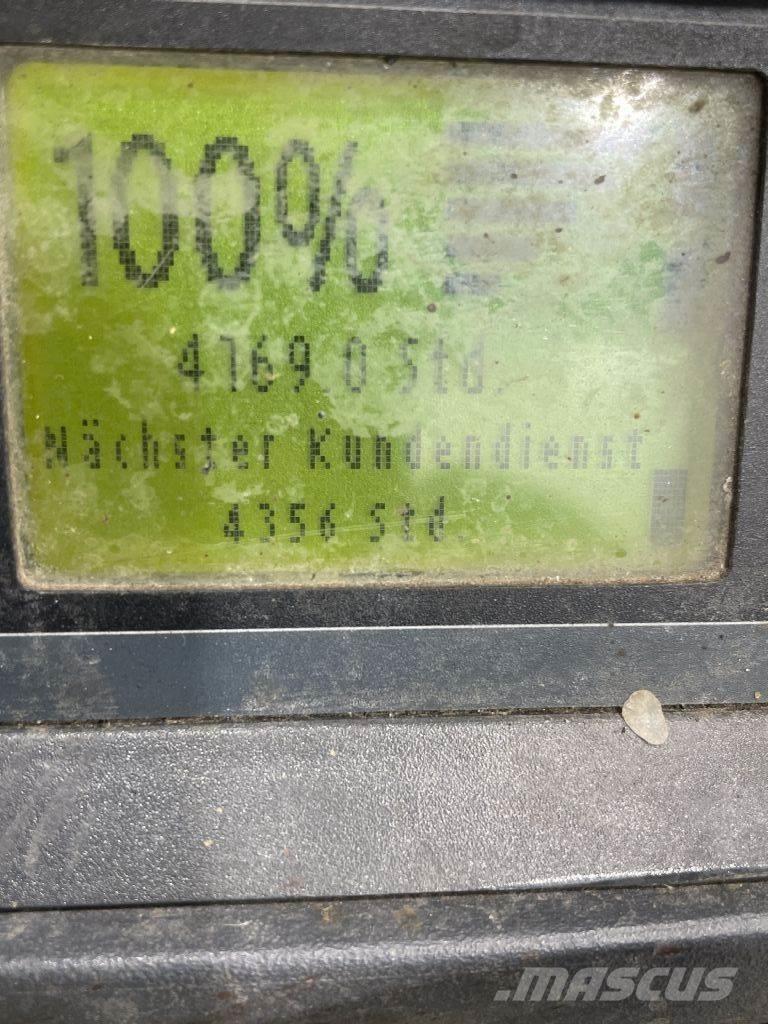 100%
4169.0 Std.
Nächster Kundendienst
4356 Std.
.MASCUS